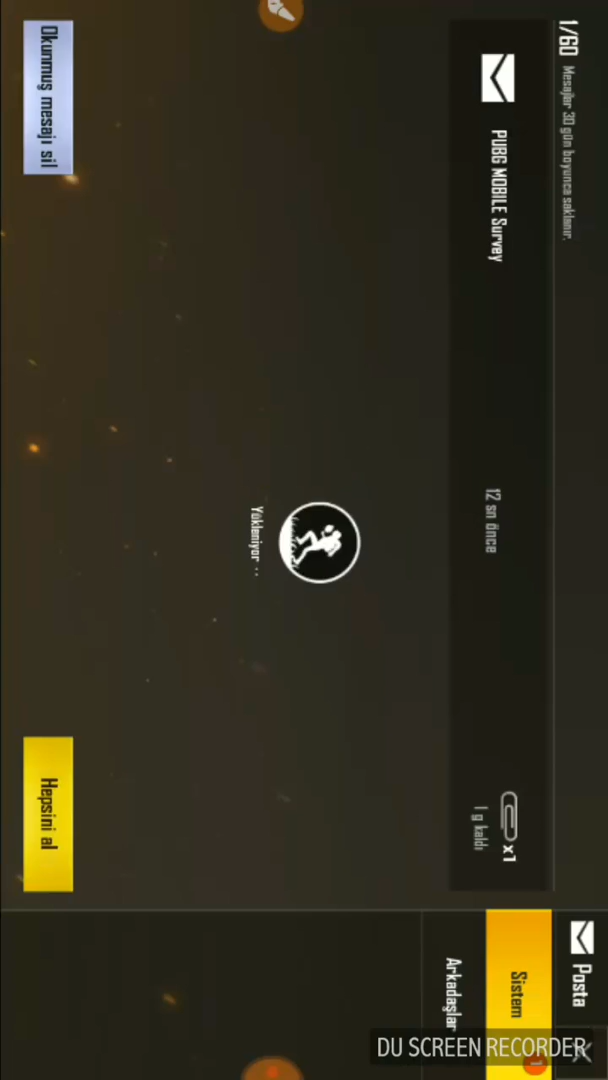 1/60 Mesajlar 30 gün boyunca saklanır.
PUBG MOBILE Survey
12 sn önce
x1
1 g kaldı
Yükleniyor ··
Okunmuş mesajı sil
Hepsini al
Posta
Sistem
1
Arkadaşlar
DU SCREEN RECORDER